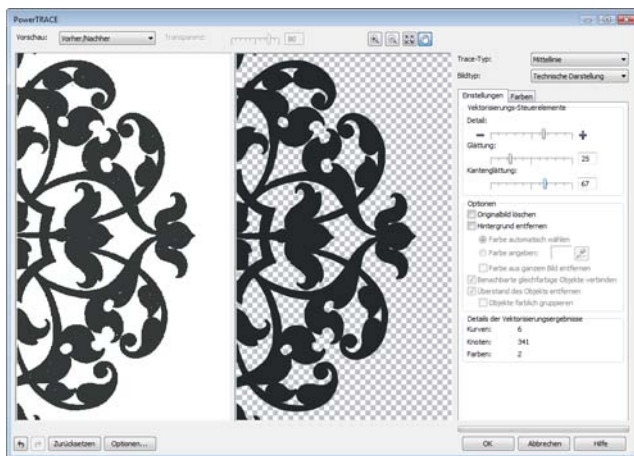 PowerTRACE
Vorschau: Vorher/Nachher Transparenz: 80
Trace-Typ: Mittellinie
Bildtyp: Technische Darstellung
Einstellungen Farben
Vektorisierungs-Steuerelemente
Detail:
Glättung:
25
Kantenglättung:
67
Optionen
Originalbild löschen
Hintergrund entfernen
Farbe automatisch wählen
Farbe angeben:
Farbe aus ganzem Bild entfernen
Benachbarte gleichfarbige Objekte verbinden
Überstand des Objekts entfernen
Objekte farblich gruppieren
Details der Vektorisierungsergebnisse
Kurven: 6
Knoten: 341
Farben: 2
Zurücksetzen Optionen... OK Abbrechen Hilfe